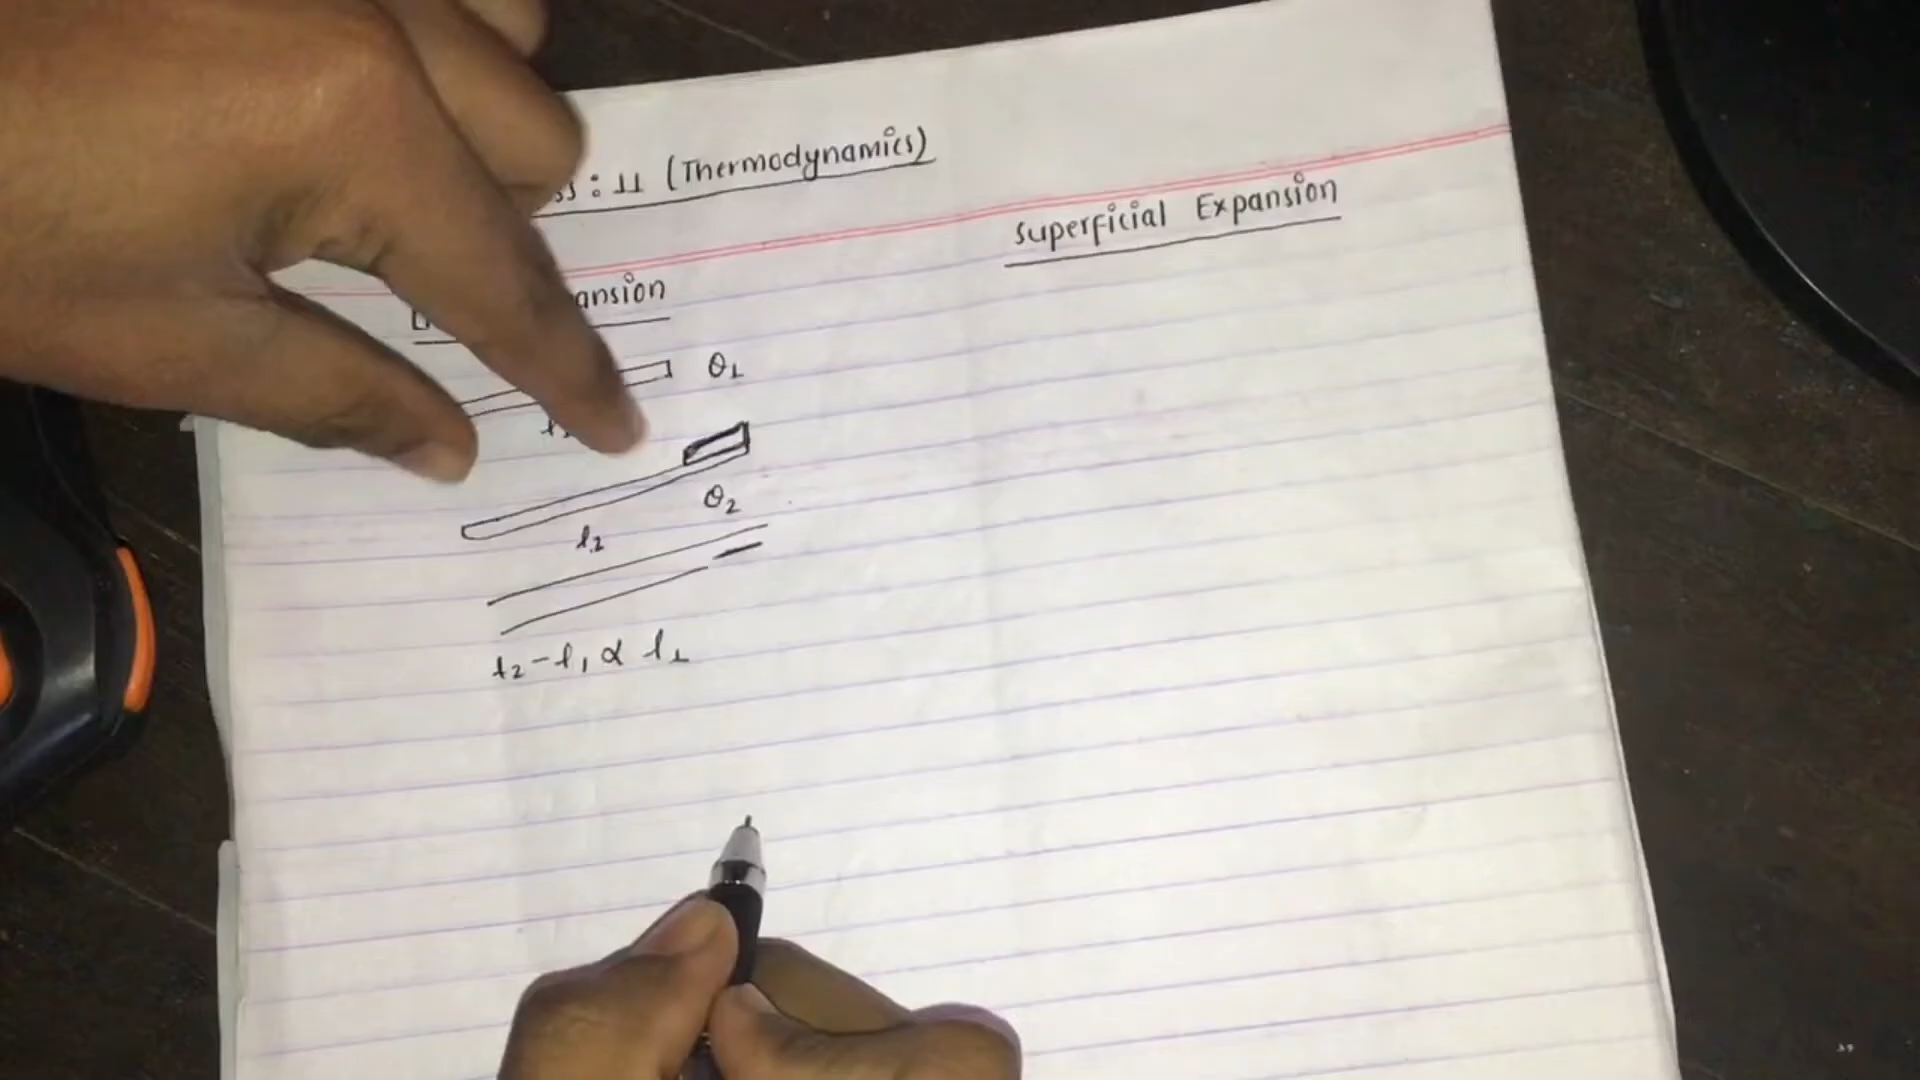 ss : 11 (Thermodynamics)
ansion
Superficial Expansion
θ1
θ2
l2
l2 - l1 α l1